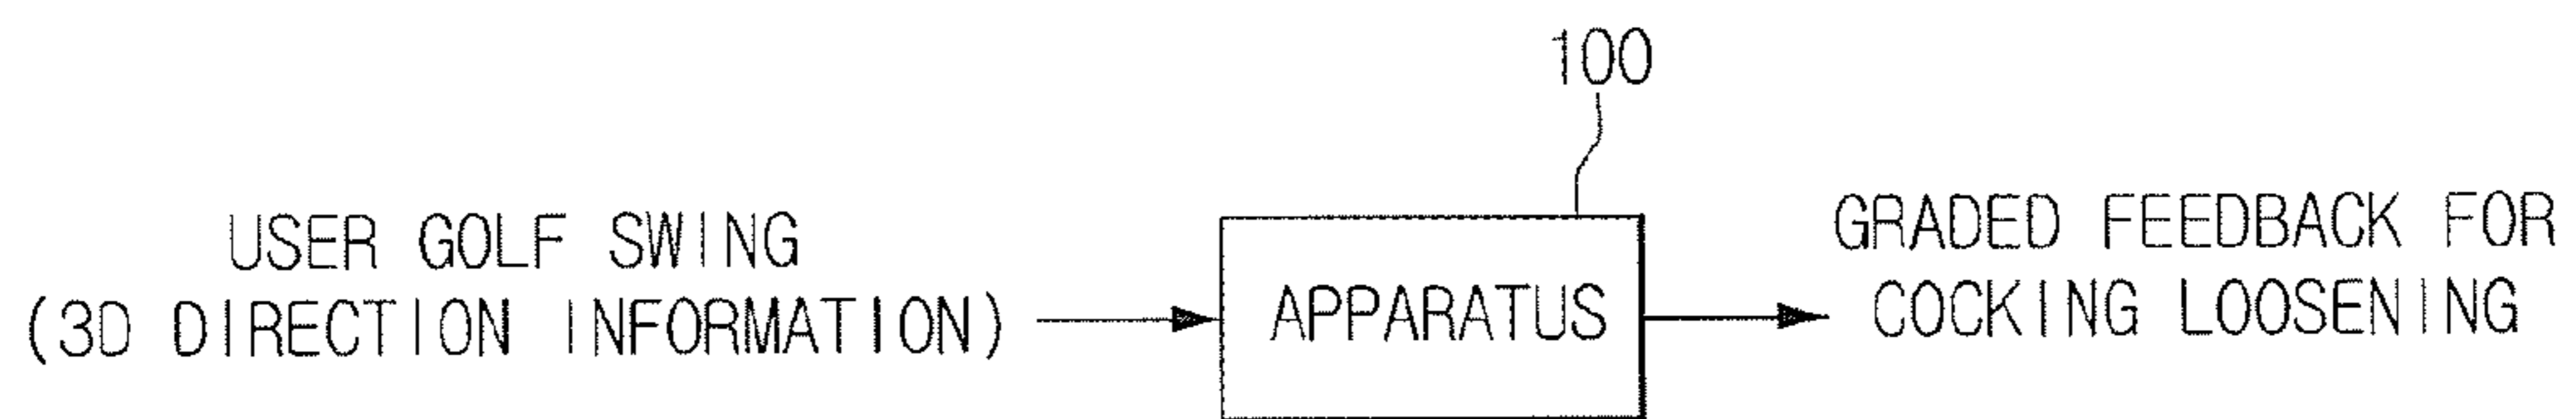 100
USER GOLF SWING
(3D DIRECTION INFORMATION)
APPARATUS
GRADED FEEDBACK FOR
COCKING LOOSENING